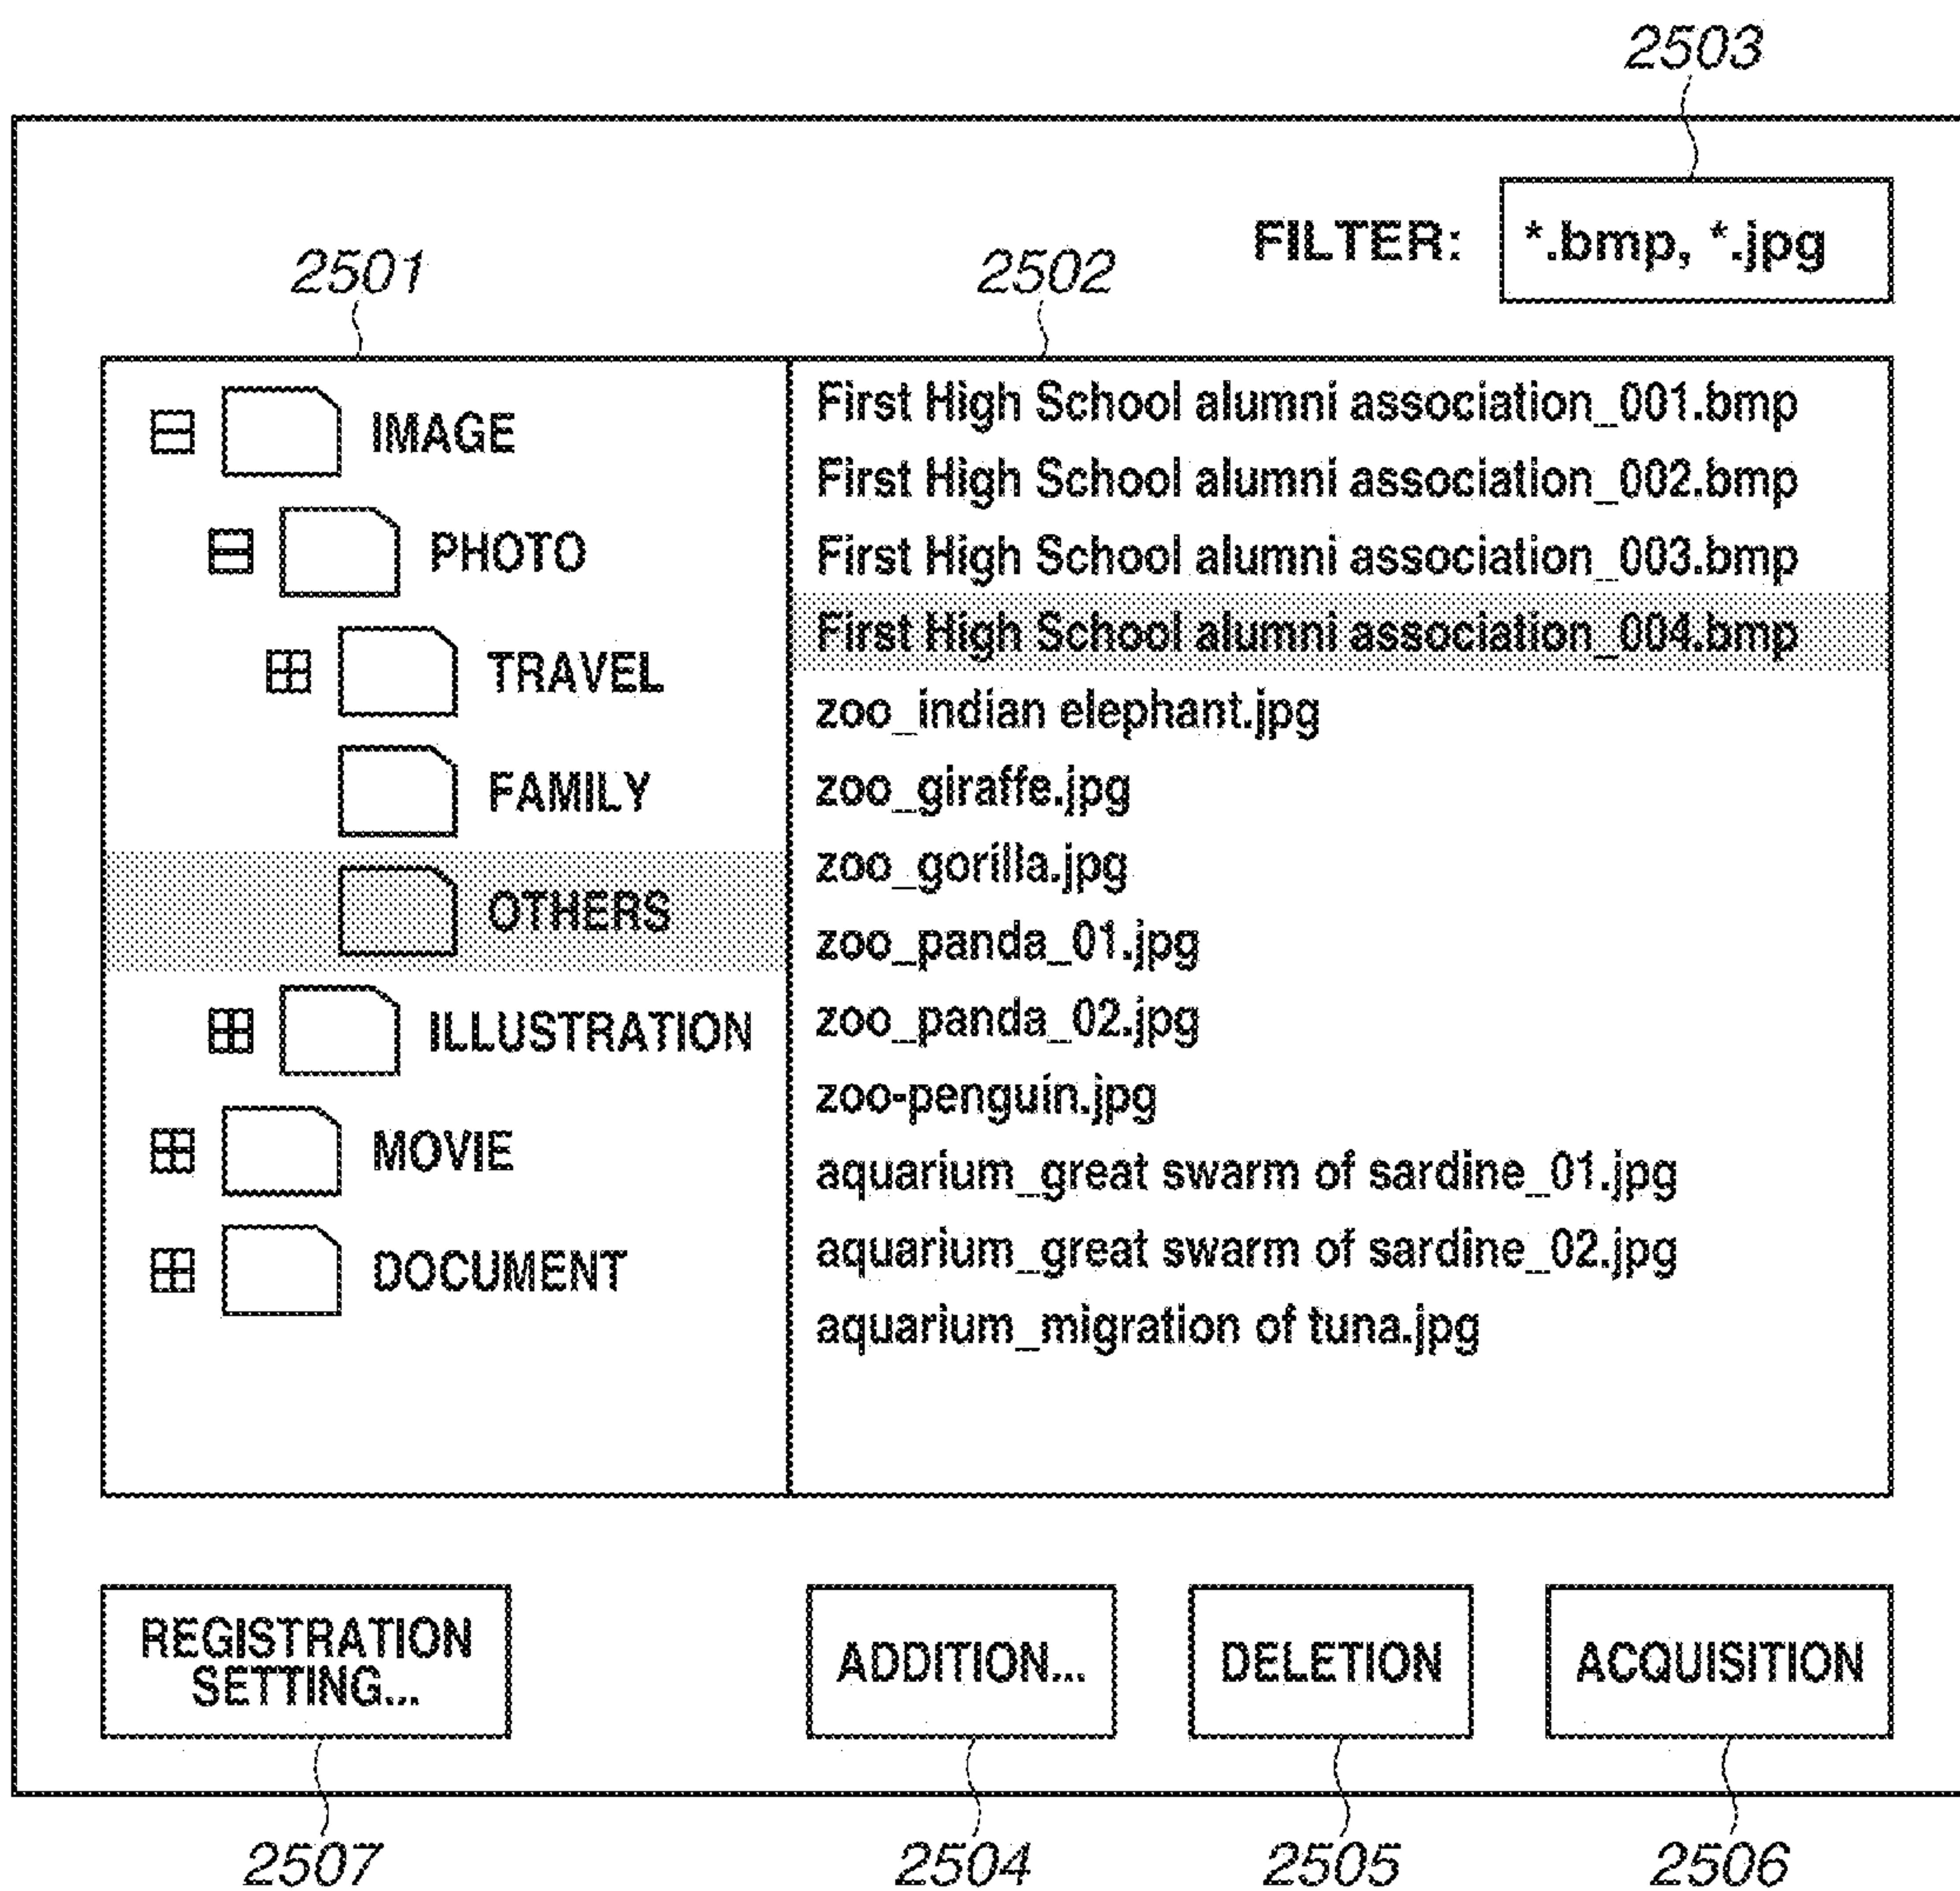 2503
FILTER: *.bmp, *.jpg
2501 2502
IMAGE
PHOTO
TRAVEL
FAMILY
OTHERS
ILLUSTRATION
MOVIE
DOCUMENT
First High School alumni association_001.bmp
First High School alumni association_002.bmp
First High School alumni association_003.bmp
First High School alumni association_004.bmp
zoo_indian elephant.jpg
zoo_giraffe.jpg
zoo_gorilla.jpg
zoo_panda_01.jpg
zoo_panda_02.jpg
zoo-penguin.jpg
aquarium_great swarm of sardine_01.jpg
aquarium_great swarm of sardine_02.jpg
aquarium_migration of tuna.jpg
REGISTRATION
SETTING...
ADDITION...
DELETION
ACQUISITION
2507 2504 2505 2506